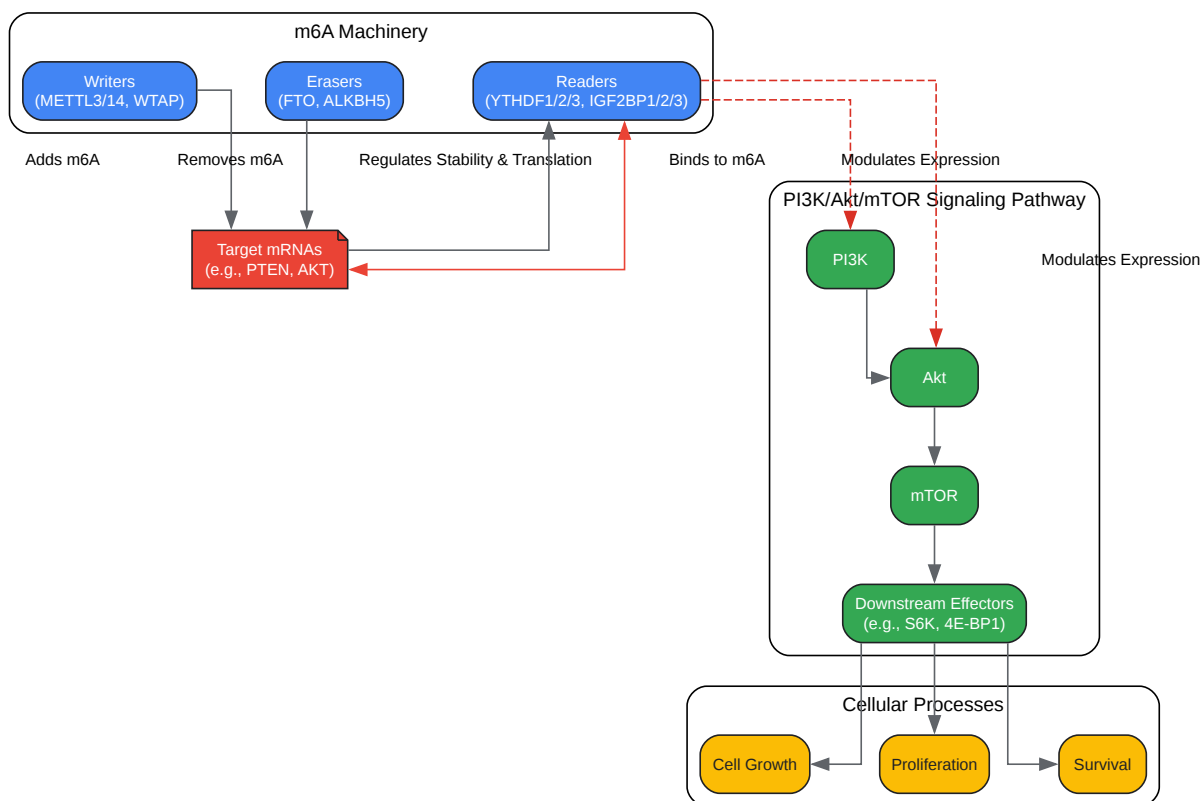 m6A Machinery
Writers
(METTL3/14, WTAP)
Erasers
(FTO, ALKBH5)
Readers
(YTHDF1/2/3, IGF2BP1/2/3)
Adds m6A
Removes m6A
Regulates Stability & Translation
Binds to m6A
Modulates Expression
PI3K/Akt/mTOR Signaling Pathway
Target mRNAs
(e.g., PTEN, AKT)
PI3K
Modulates Expression
Akt
mTOR
Downstream Effectors
(e.g., S6K, 4E-BP1)
Cellular Processes
Cell Growth
Proliferation
Survival